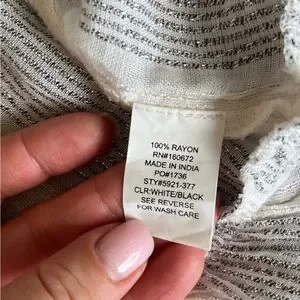 100% RAYON
RN#160672
MADE IN INDIA
PO#1736
STY#5921-377
CLR:WHITE/BLACK
SEE REVERSE
FOR WASH CARE